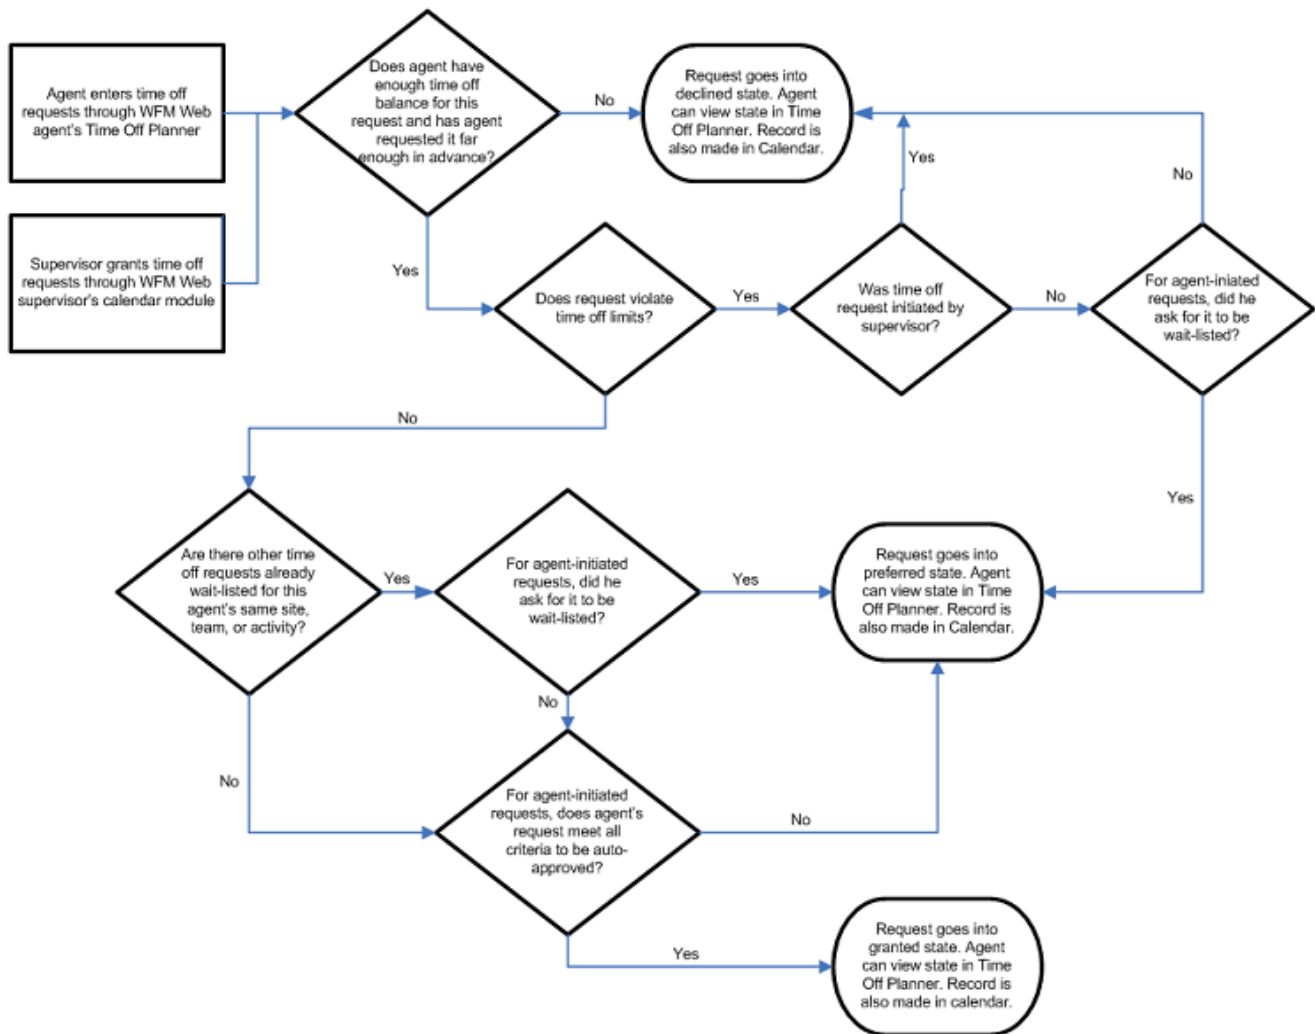 Agent enters time off
requests through WFM Web
agent's Time Off Planner
Does agent have
enough time off
balance for this
request and has agent
requested it far
enough in advance?
No
Request goes into
declined state. Agent
can view state in Time
Off Planner. Record is
also made in Calendar.
Yes
No
Supervisor grants time off
requests through WFM Web
supervisor's calendar module
Yes
Does request violate
time off limits?
Yes
Was time off
request initiated by
supervisor?
No
For agent-iniated
requests, did he
ask for it to be
wait-listed?
No
Yes
Are there other time
off requests already
wait-listed for this
agent's same site,
team, or activity?
Yes
For agent-initiated
requests, did he
ask for it to be
wait-listed?
Yes
Request goes into
preferred state. Agent
can view state in Time
Off Planner. Record is
also made in Calendar.
No
No
For agent-initiated
requests, does agent's
request meet all
criteria to be auto-
approved?
No
Yes
Request goes into
granted state. Agent
can view state in Time
Off Planner. Record is
also made in calendar.